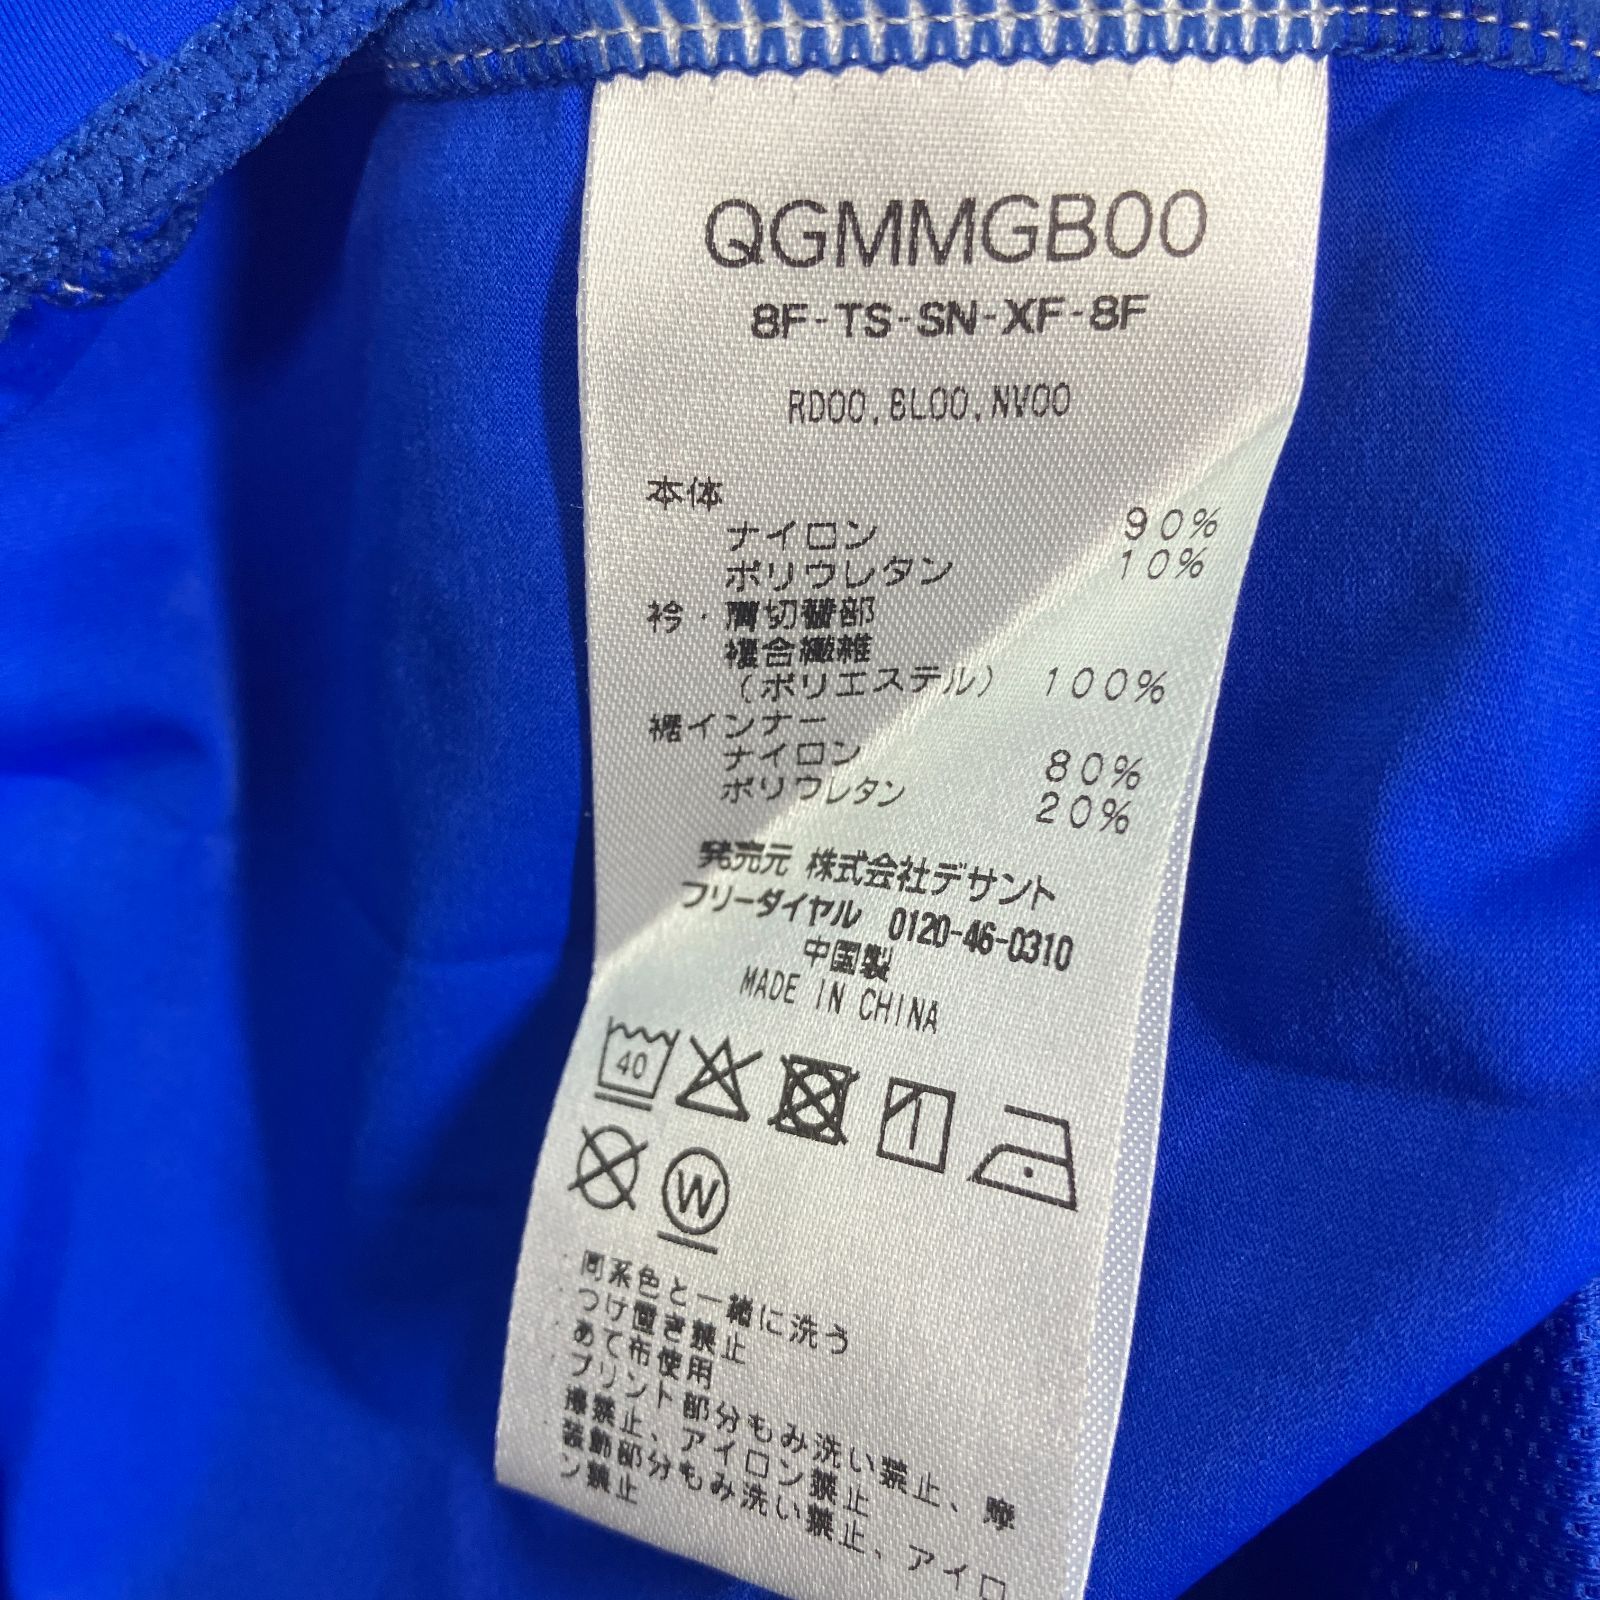 QGMMGB00
8F-TS-SN-XF-8F
RD00,BL00,NV00
本体
ナイロン 90%
ポリウレタン 10%
衿・肩切替部
複合繊維
(ポリエステル) 100%
裾インナー
ナイロン 80%
ポリウレタン 20%
発売元 株式会社デサント
フリーダイヤル 0120-46-0310
中国製
MADE IN CHINA
40
W
・同系色と一緒に洗う
・つけ置き禁止
・あて布使用
・プリント部分もみ洗い禁止、摩
擦禁止、アイロン禁止
・装飾部分もみ洗い禁止、アイロ
ン禁止